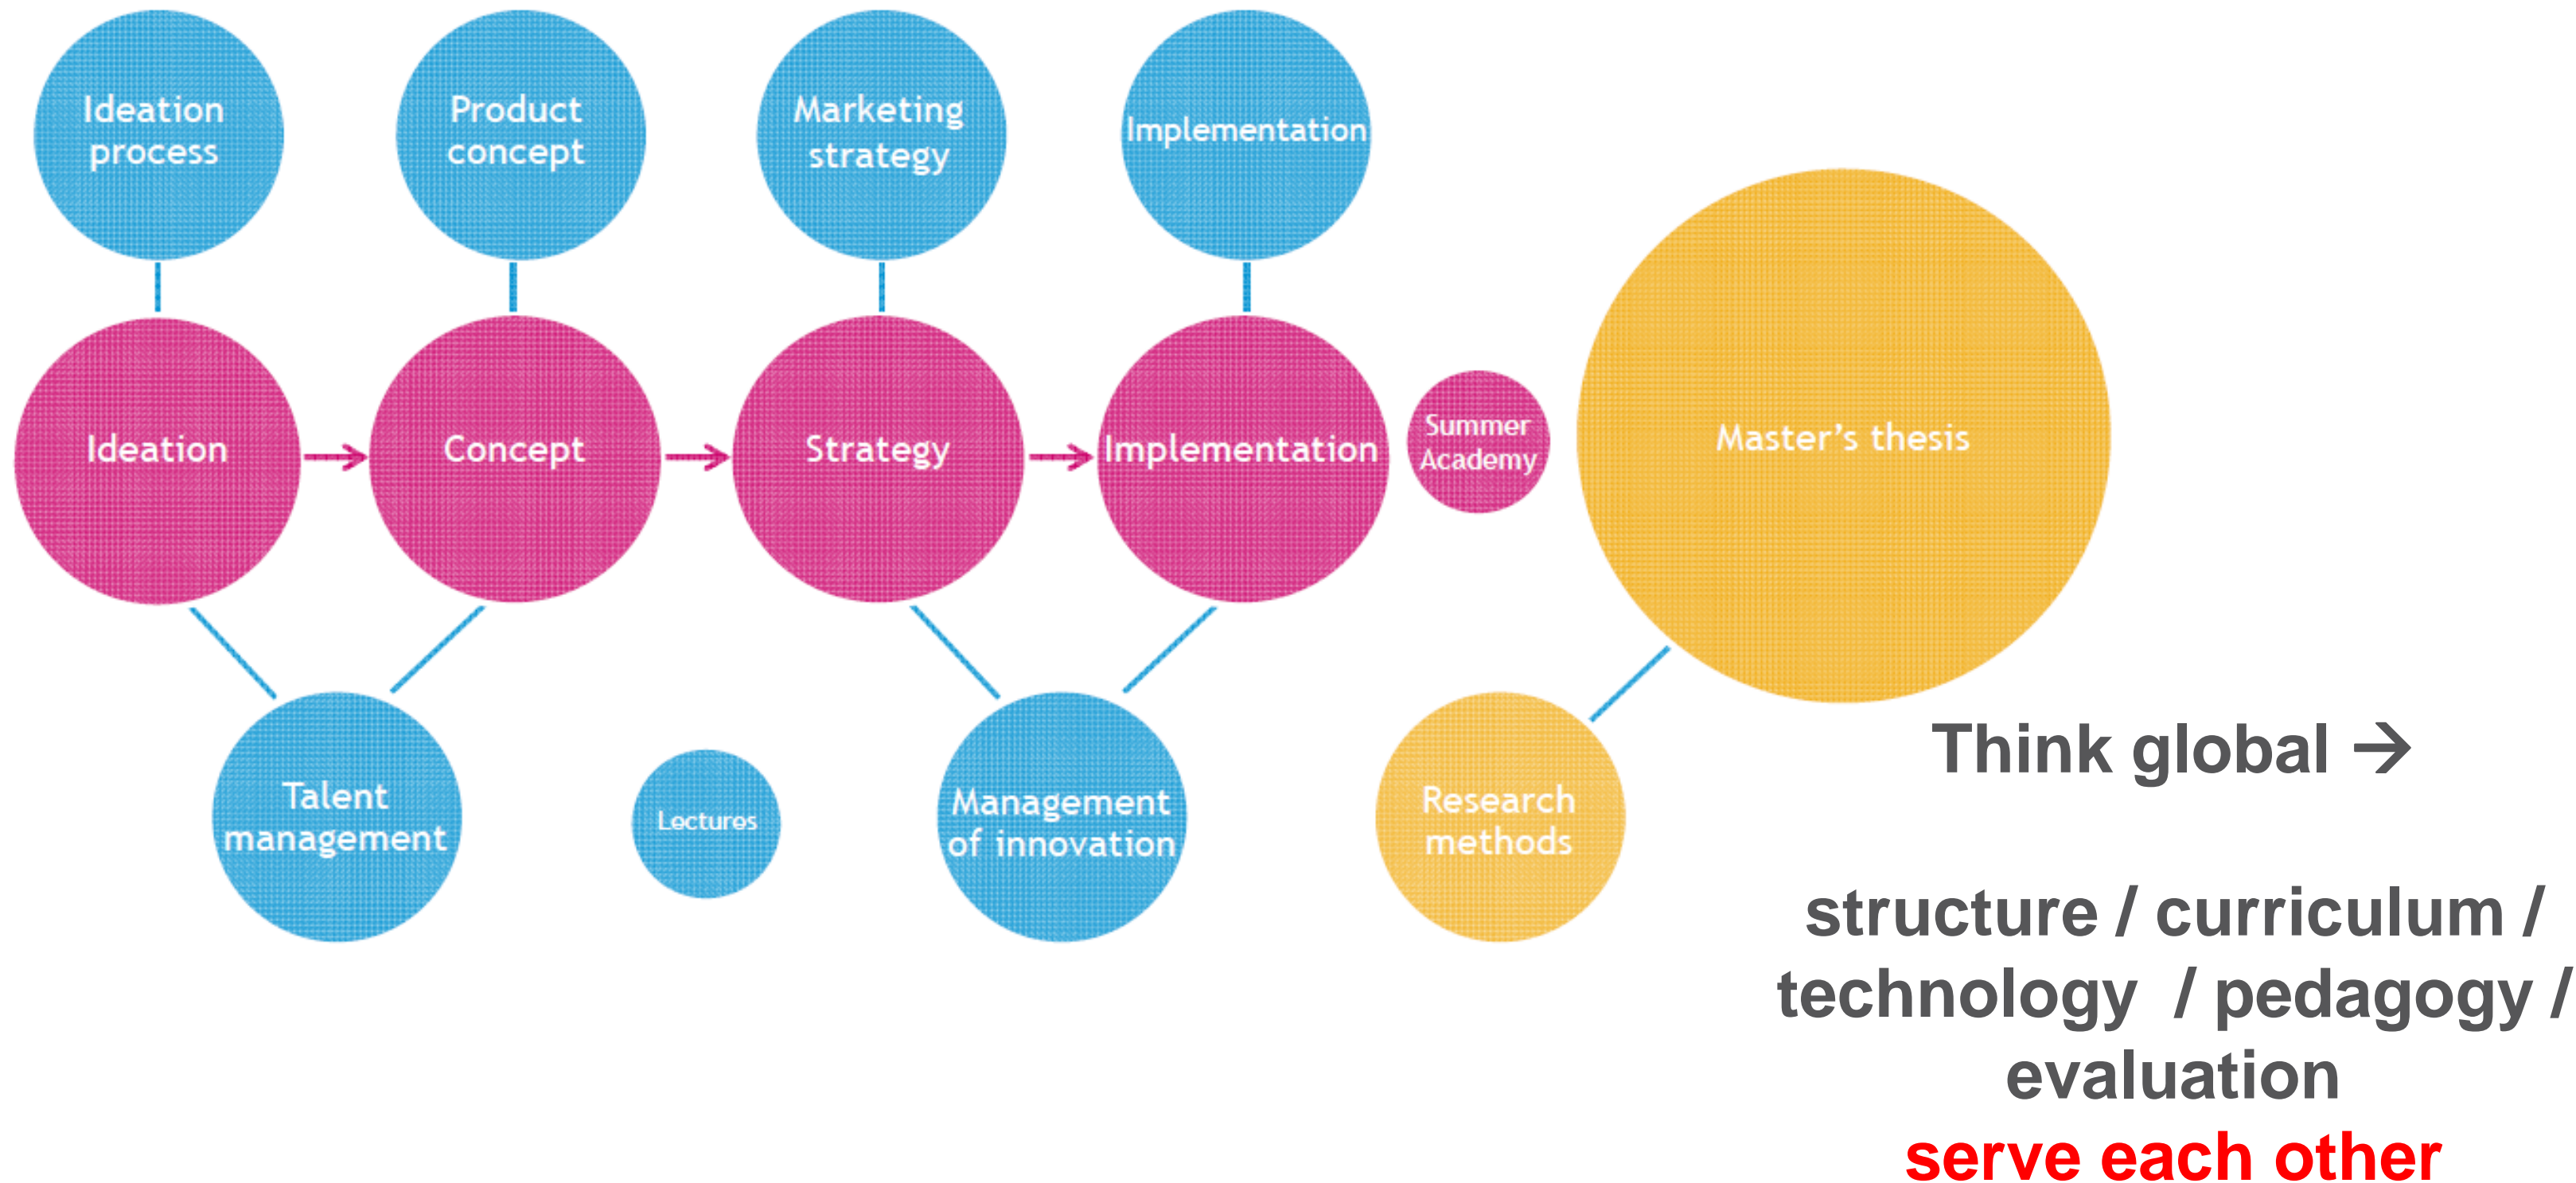 Ideation
process
Product
concept
Marketing
strategy
Implementation
Ideation
Concept
Strategy
Implementation
Summer
Academy
Master's thesis
Talent
management
Lectures
Management
of innovation
Research
methods
Think global →
structure / curriculum /
technology / pedagogy /
evaluation
serve each other